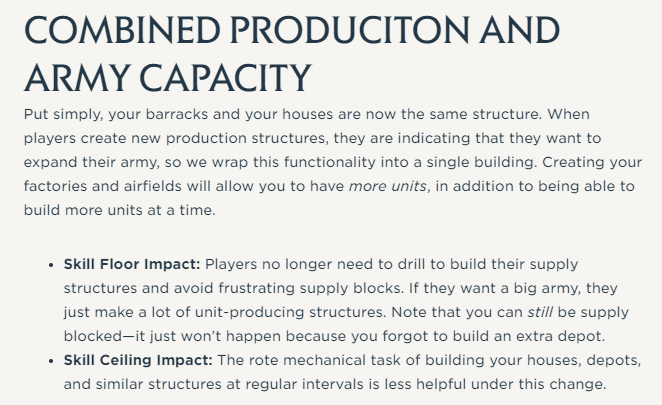 COMBINED PRODUCITON AND
ARMY CAPACITY
Put simply, your barracks and your houses are now the same structure. When
players create new production structures, they are indicating that they want to
expand their army, so we wrap this functionality into a single building. Creating your
factories and airfields will allow you to have more units, in addition to being able to
build more units at a time.
• Skill Floor Impact: Players no longer need to drill to build their supply
structures and avoid frustrating supply blocks. If they want a big army, they
just make a lot of unit-producing structures. Note that you can still be supply
blocked—it just won't happen because you forgot to build an extra depot.
• Skill Ceiling Impact: The rote mechanical task of building your houses, depots,
and similar structures at regular intervals is less helpful under this change.